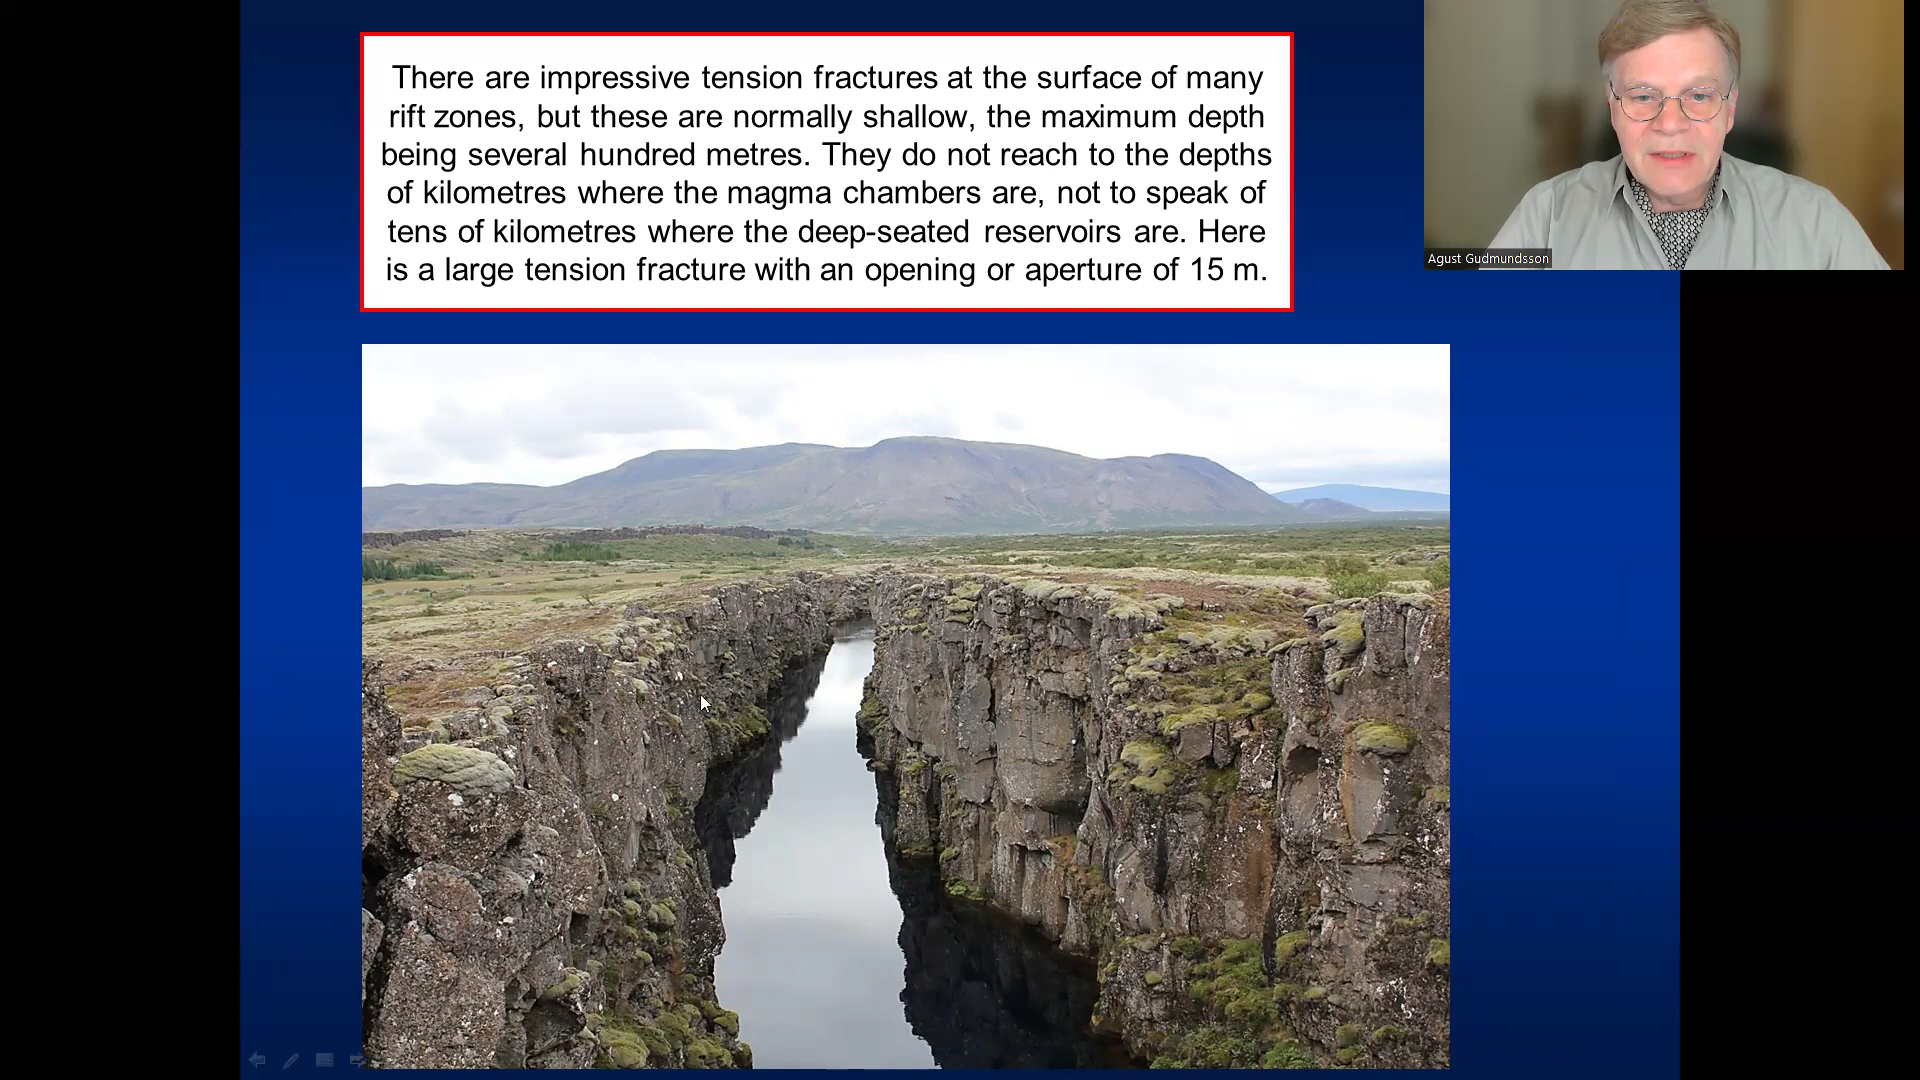 There are impressive tension fractures at the surface of many
rift zones, but these are normally shallow, the maximum depth
being several hundred metres. They do not reach to the depths
of kilometres where the magma chambers are, not to speak of
tens of kilometres where the deep-seated reservoirs are. Here
is a large tension fracture with an opening or aperture of 15 m.
Agust Gudmundsson